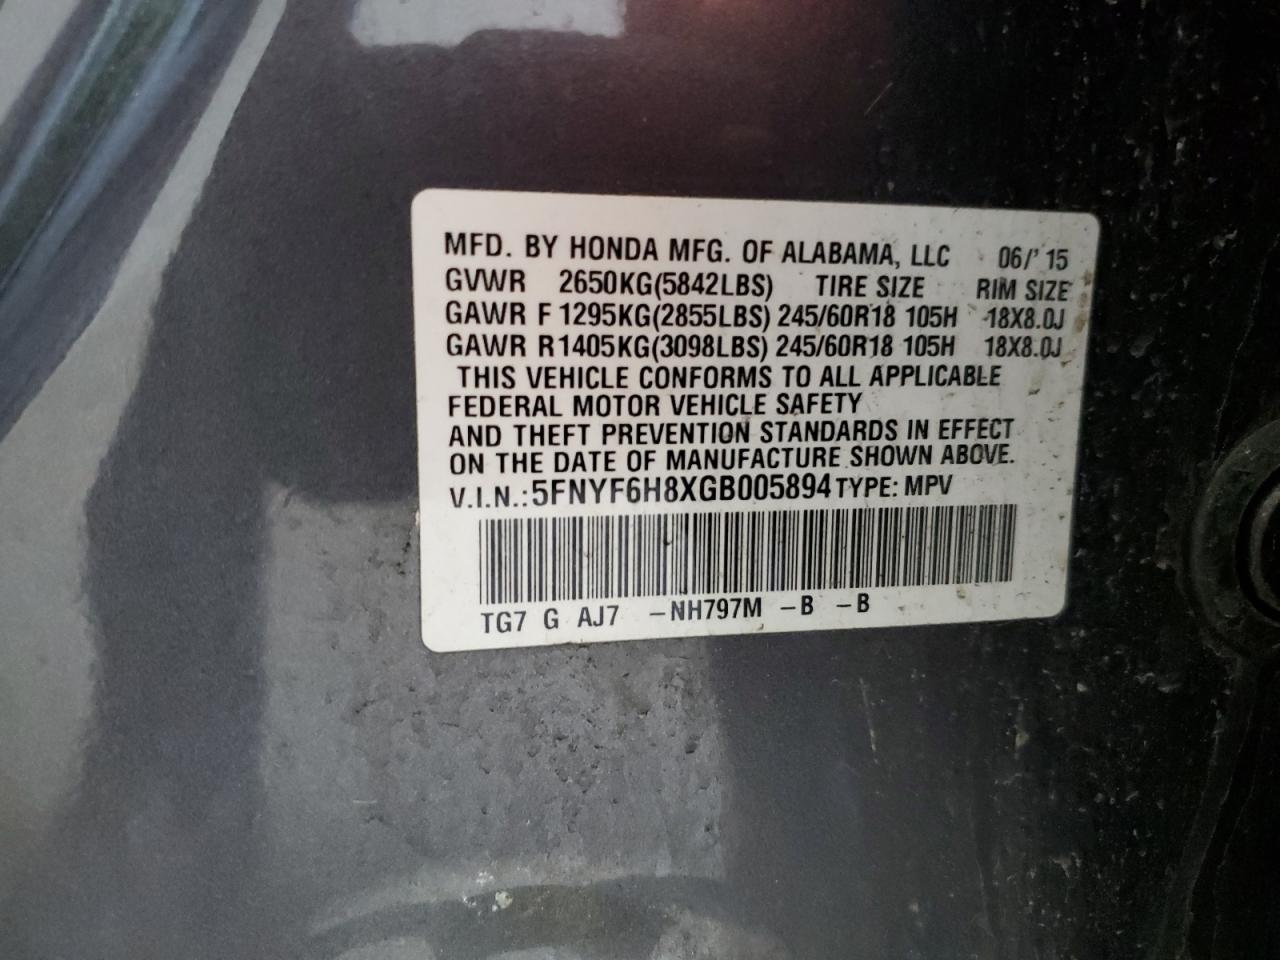 MFD. BY HONDA MFG. OF ALABAMA, LLC 06/'15
GVWR 2650KG(5842LBS) TIRE SIZE RIM SIZE
GAWR F 1295KG(2855LBS) 245/60R18 105H 18X8.0J
GAWR R 1405KG(3098LBS) 245/60R18 105H 18X8.0J
THIS VEHICLE CONFORMS TO ALL APPLICABLE
FEDERAL MOTOR VEHICLE SAFETY
AND THEFT PREVENTION STANDARDS IN EFFECT
ON THE DATE OF MANUFACTURE SHOWN ABOVE.
V.I.N.: 5FNYF6H8XGB005894 TYPE: MPV
TG7 G AJ7 –NH797M –B –B